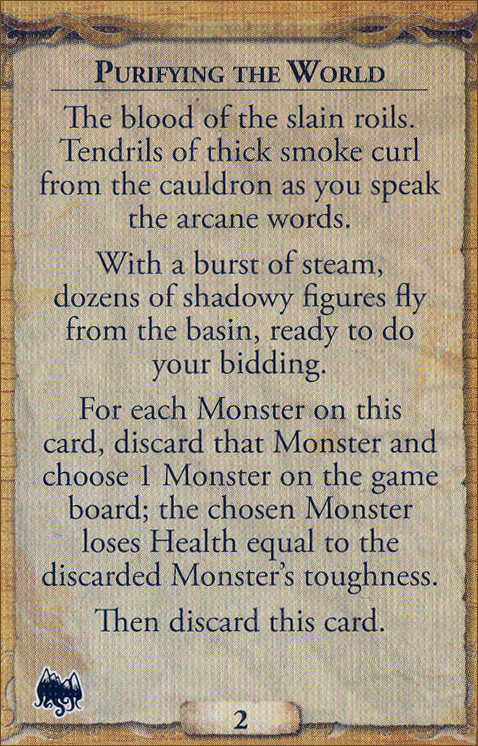 PURIFYING THE WORLD
The blood of the slain roils.
Tendrils of thick smoke curl
from the cauldron as you speak
the arcane words.
With a burst of steam,
dozens of shadowy figures fly
from the basin, ready to do
your bidding.
For each Monster on this
card, discard that Monster and
choose 1 Monster on the game
board; the chosen Monster
loses Health equal to the
discarded Monster's toughness.
Then discard this card.
2